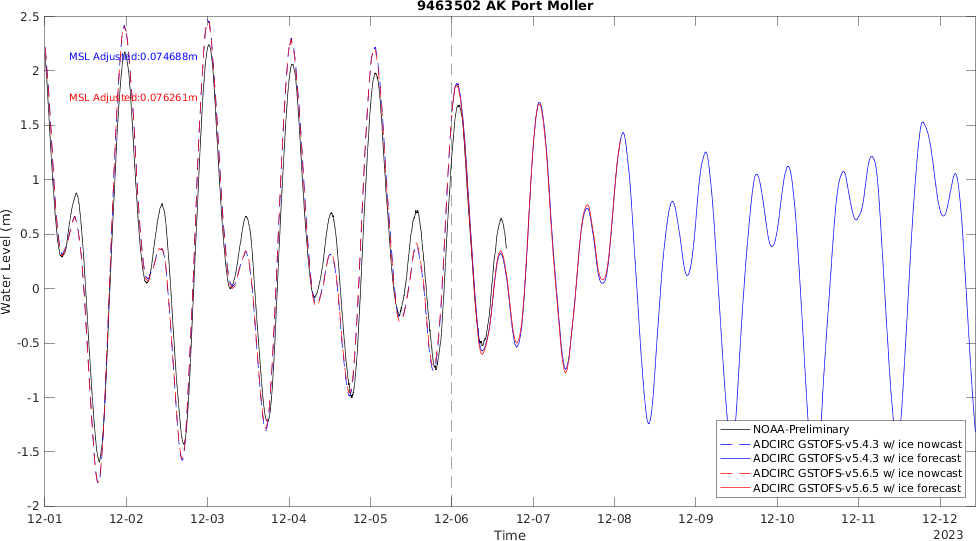 9463502 AK Port Moller
MSL Adjusted:0.074688m
MSL Adjusted:0.076261m
Water Level (m)
2.5
2
1.5
1
0.5
0
-0.5
-1
-1.5
-2
NOAA-Preliminary
ADCIRC GSTOFS-v5.4.3 w/ ice nowcast
ADCIRC GSTOFS-v5.4.3 w/ ice forecast
ADCIRC GSTOFS-v5.6.5 w/ ice nowcast
ADCIRC GSTOFS-v5.6.5 w/ ice forecast
12-01 12-02 12-03 12-04 12-05 12-06 12-07 12-08 12-09 12-10 12-11 12-12
2023
Time